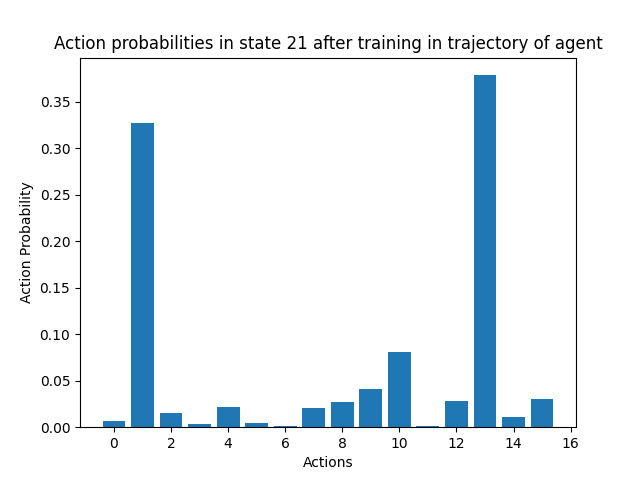 Action probabilities in state 21 after training in trajectory of agent
0.35
0.30
0.25
0.20
0.15
0.10
0.05
0.00
Action Probability
0 2 4 6 8 10 12 14 16
Actions